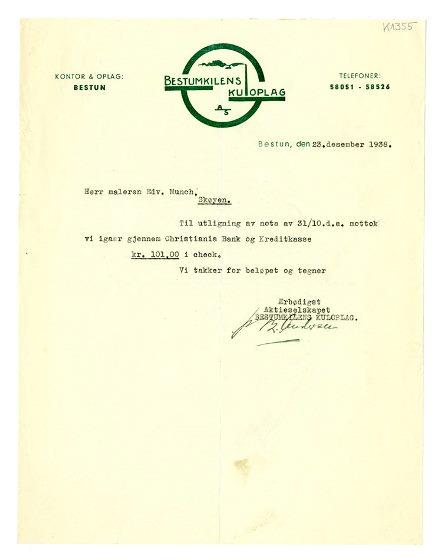 K1355
BESTUMKILENS
KULOPLAG
A/S
KONTOR & OPLAG:
BESTUN
TELEFONER:
58051 - 58526
Bestun, den 23.desember 1938.
Herr maleren Edv. Munch,
Skøyen.
Til utligning av nota av 31/10.d.a. mottok
vi igaar gjennem Christiania Bank og Kreditkasse
kr. 101,00 i check.
Vi takker for beløpet og tegner
Ærbødigst
Aktieselskapet
BESTUMKILENS KULOPLAG.